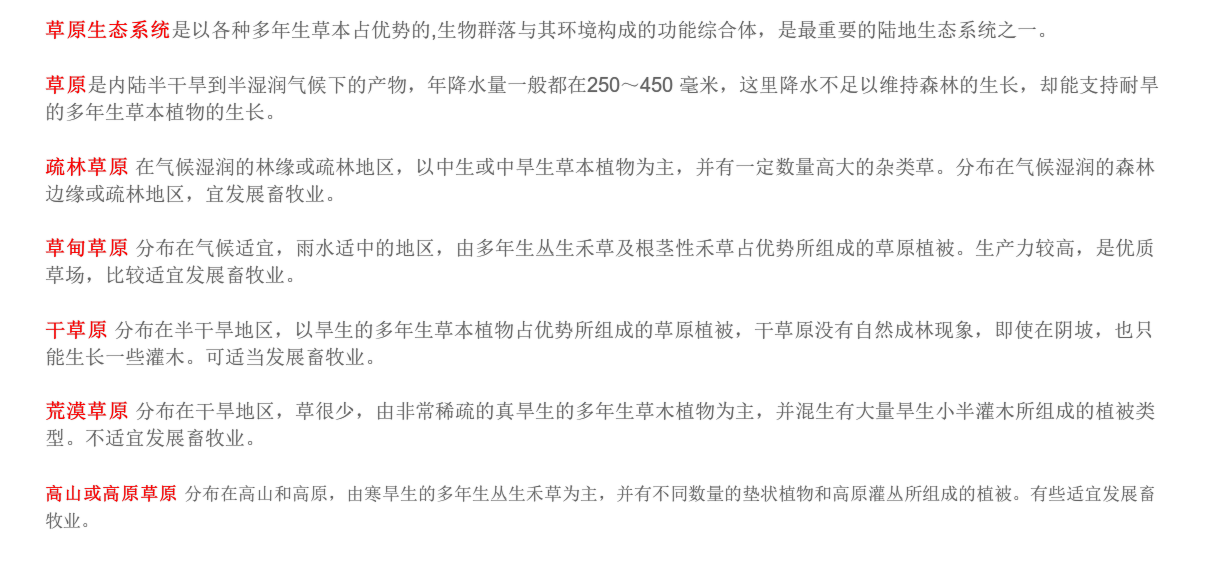 草原生态系统是以各种多年生草本占优势的,生物群落与其环境构成的功能综合体，是最重要的陆地生态系统之一。
草原是内陆半干旱到半湿润气候下的产物，年降水量一般都在250～450 毫米，这里降水不足以维持森林的生长，却能支持耐旱
的多年生草本植物的生长。
疏林草原 在气候湿润的林缘或疏林地区，以中生或中旱生草本植物为主，并有一定数量高大的杂类草。分布在气候湿润的森林
边缘或疏林地区，宜发展畜牧业。
草甸草原 分布在气候适宜，雨水适中的地区，由多年生丛生禾草及根茎性禾草占优势所组成的草原植被。生产力较高，是优质
草场，比较适宜发展畜牧业。
干草原 分布在半干旱地区，以旱生的多年生草本植物占优势所组成的草原植被，干草原没有自然成林现象，即使在阴坡，也只
能生长一些灌木。可适当发展畜牧业。
荒漠草原 分布在干旱地区，草很少，由非常稀疏的真旱生的多年生草木植物为主，并混生有大量旱生小半灌木所组成的植被类
型。不适宜发展畜牧业。
高山或高原草原 分布在高山和高原，由寒旱生的多年生丛生禾草为主，并有不同数量的垫状植物和高原灌丛所组成的植被。有些适宜发展畜
牧业。